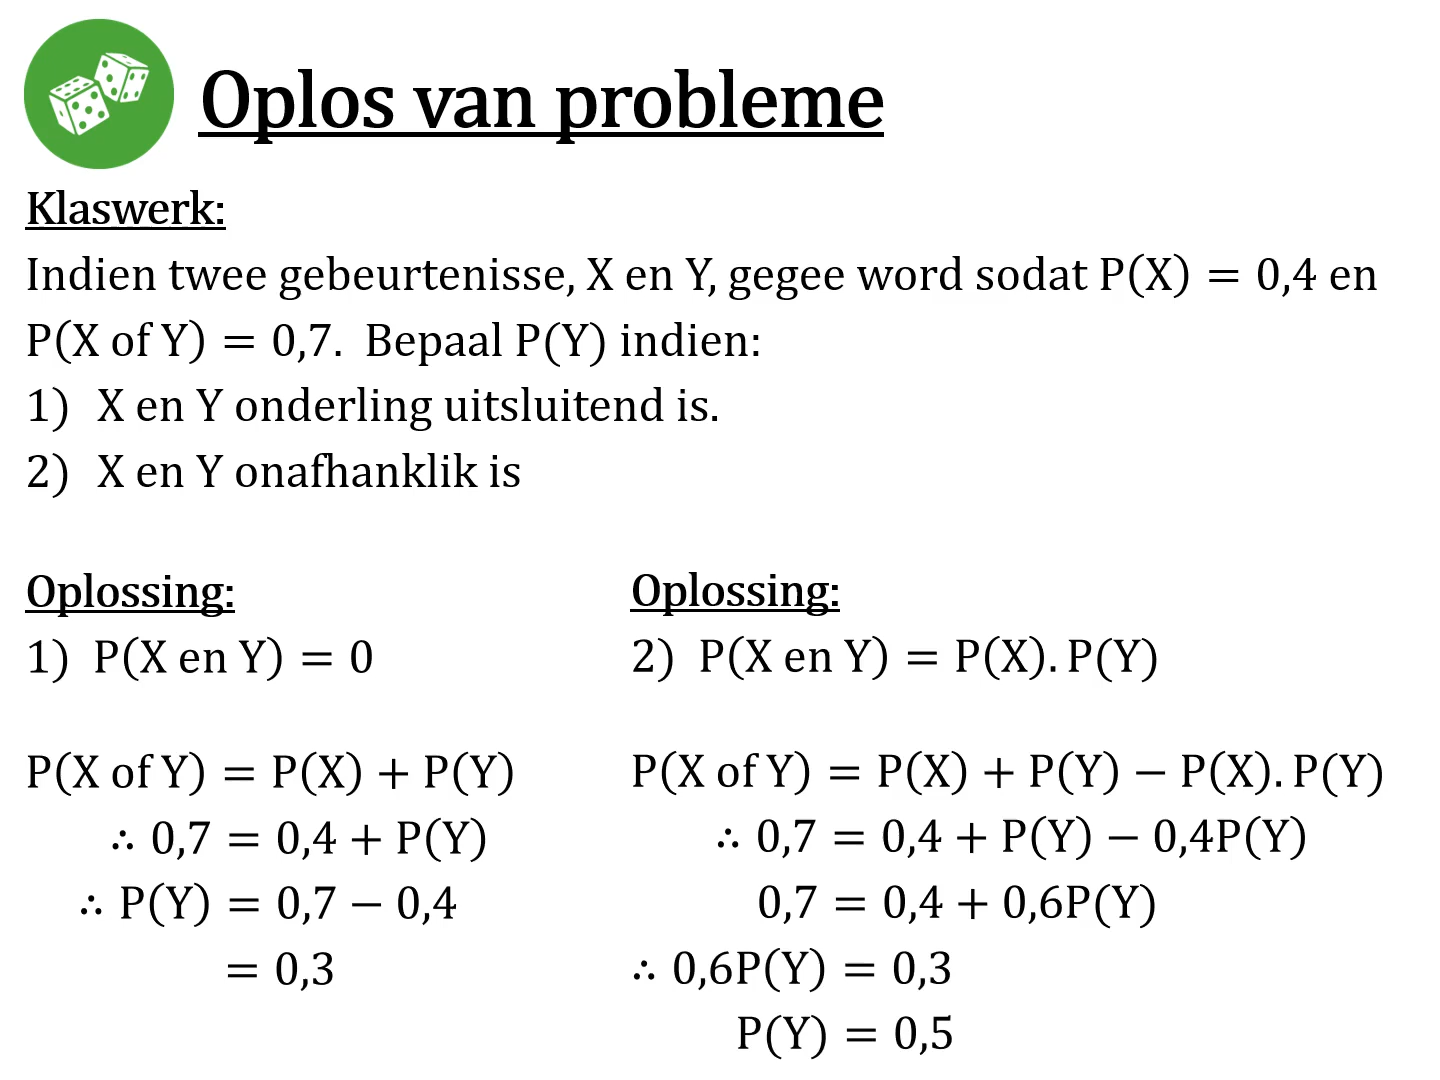 Oplos van probleme
Klaswerk:
Indien twee gebeurtenisse, X en Y, gegee word sodat P(X) = 0,4 en
P(X of Y) = 0,7. Bepaal P(Y) indien:
1) X en Y onderling uitsluitend is.
2) X en Y onafhanklik is
Oplossing:
1) P(X en Y) = 0
P(X of Y) = P(X) + P(Y)
∴ 0,7 = 0,4 + P(Y)
∴ P(Y) = 0,7 − 0,4
= 0,3
Oplossing:
2) P(X en Y) = P(X). P(Y)
P(X of Y) = P(X) + P(Y) − P(X). P(Y)
∴ 0,7 = 0,4 + P(Y) − 0,4P(Y)
0,7 = 0,4 + 0,6P(Y)
∴ 0,6P(Y) = 0,3
P(Y) = 0,5